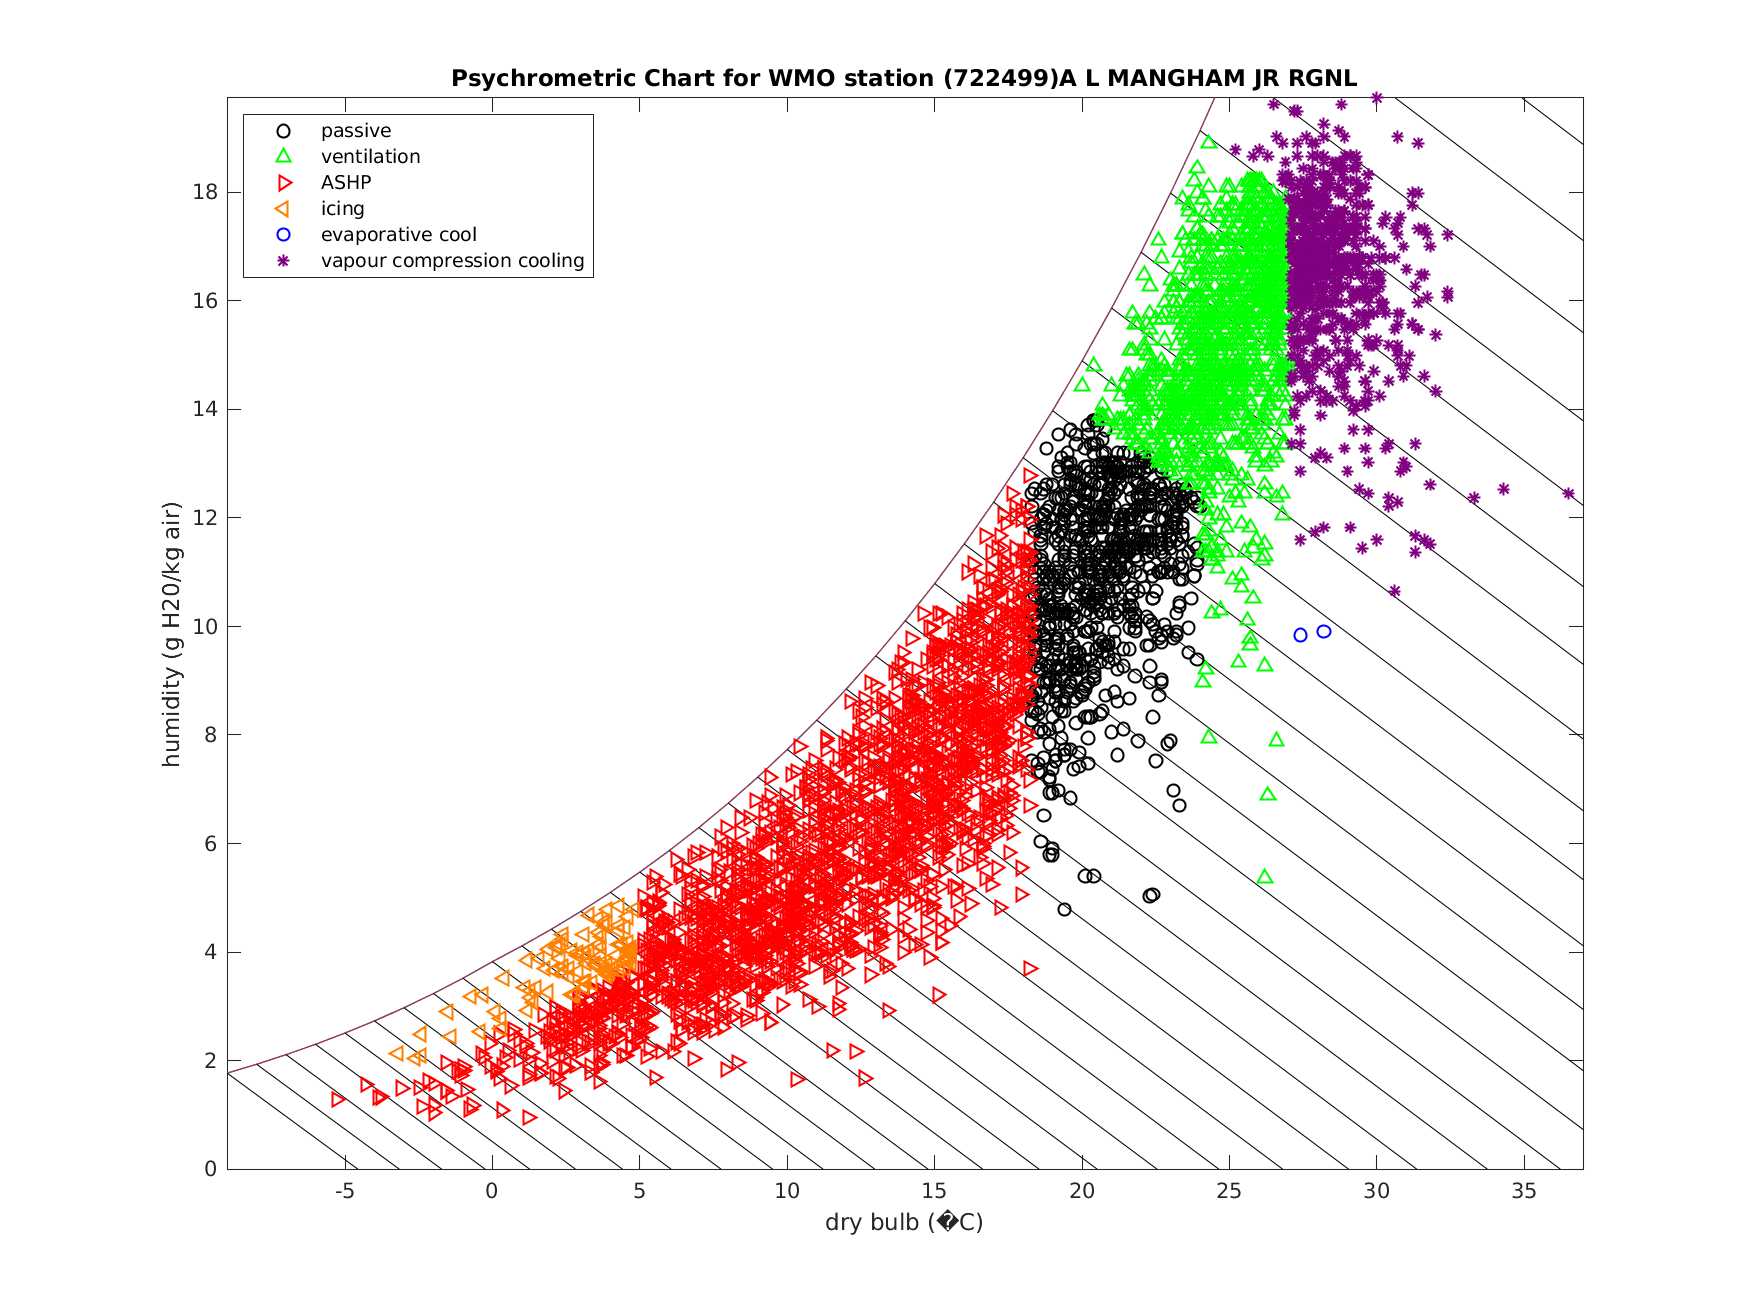 Psychrometric Chart for WMO station (722499)A L MANGHAM JR RGNL
passive
ventilation
ASHP
icing
evaporative cool
vapour compression cooling
18
16
14
12
10
8
6
4
2
0
humidity (g H20/kg air)
-5
0
5
10
15
20
25
30
35
dry bulb (�C)